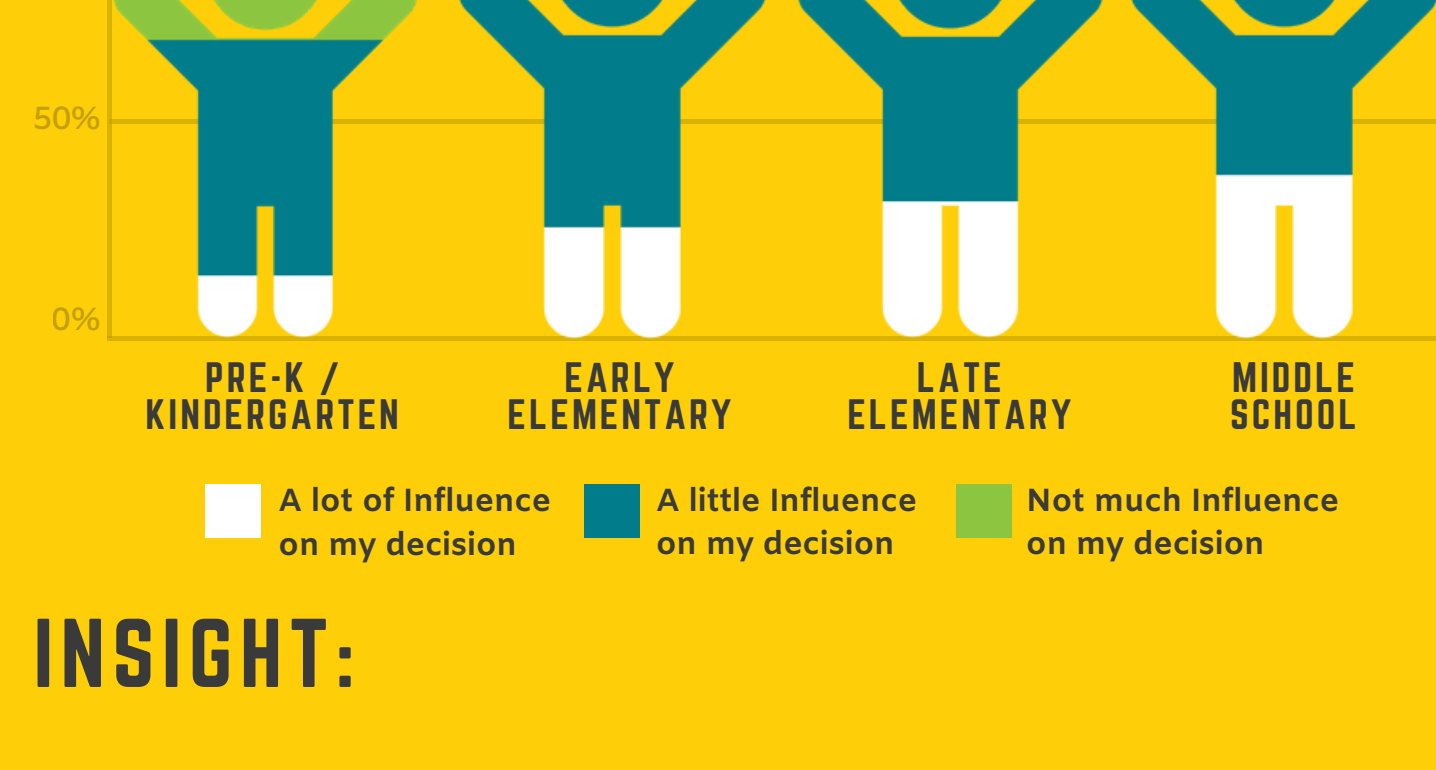 50%
0%
PRE-K /
KINDERGARTEN
EARLY
ELEMENTARY
LATE
ELEMENTARY
MIDDLE
SCHOOL
A lot of Influence
on my decision
A little Influence
on my decision
Not much Influence
on my decision
INSIGHT: